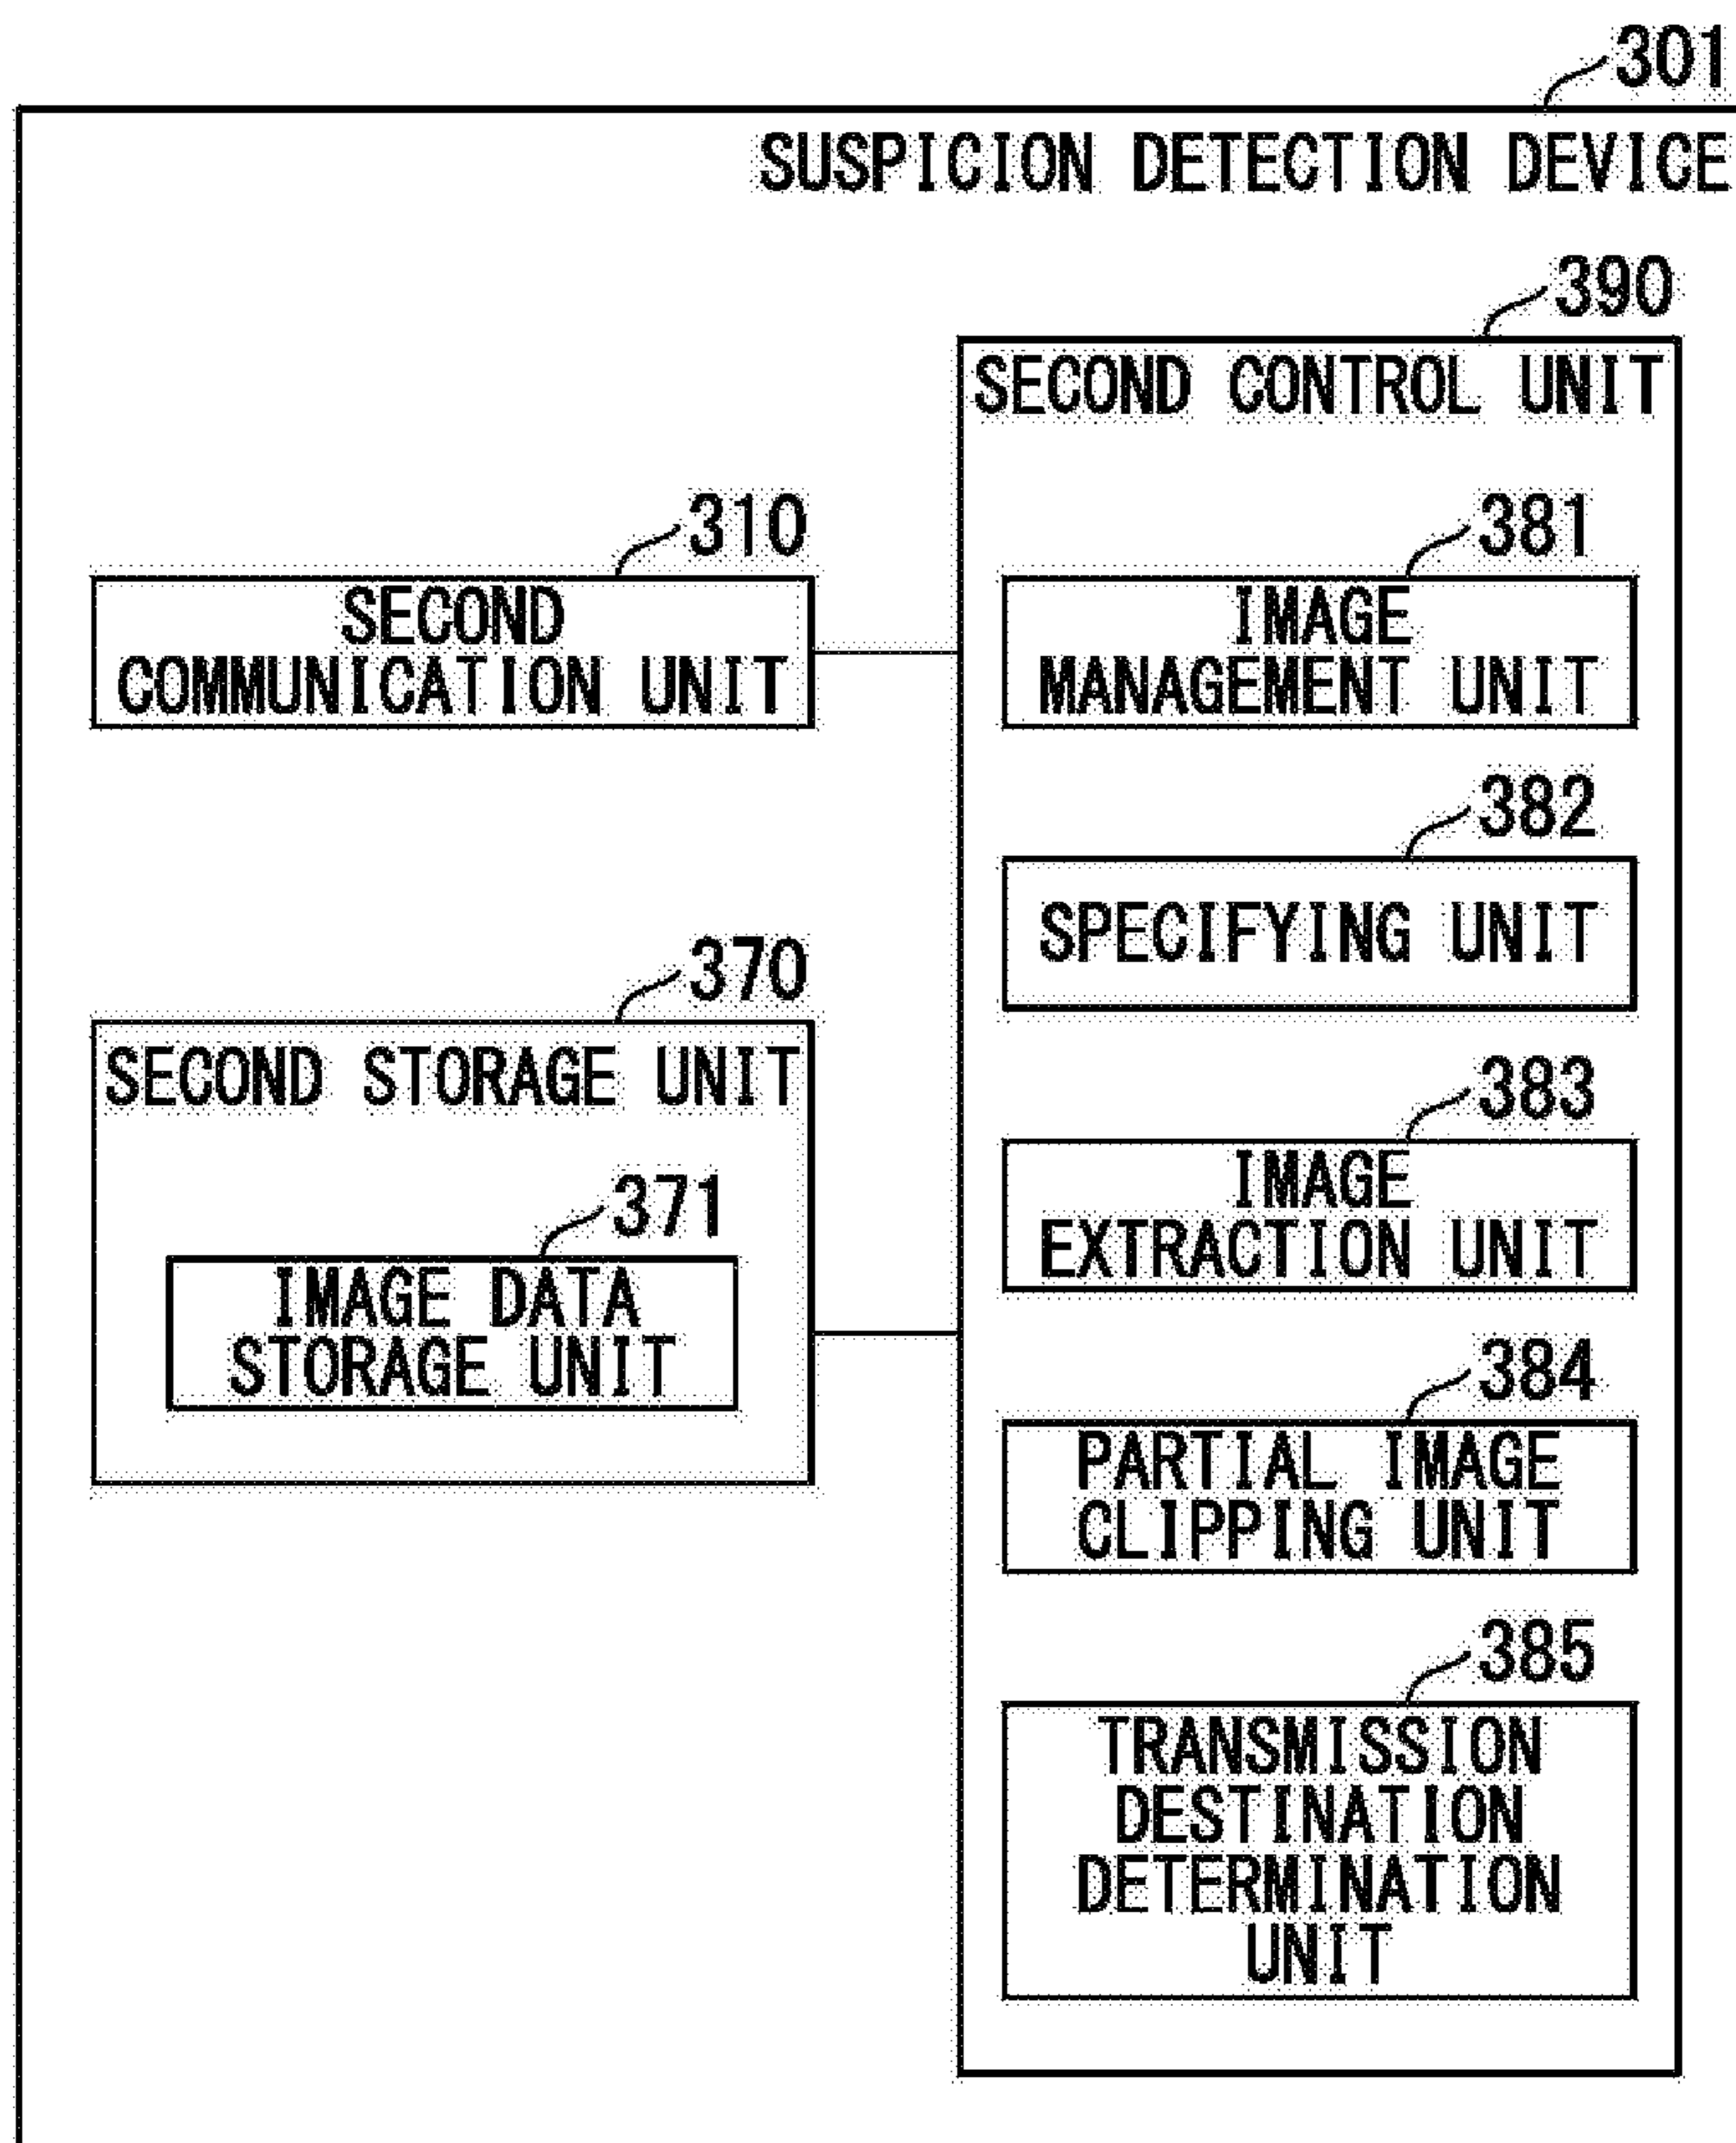 301
SUSPICION DETECTION DEVICE
390
SECOND CONTROL UNIT
310
SECOND
COMMUNICATION UNIT
370
SECOND STORAGE UNIT
371
IMAGE DATA
STORAGE UNIT
381
IMAGE
MANAGEMENT UNIT
382
SPECIFYING UNIT
383
IMAGE
EXTRACTION UNIT
384
PARTIAL IMAGE
CLIPPING UNIT
385
TRANSMISSION
DESTINATION
DETERMINATION
UNIT